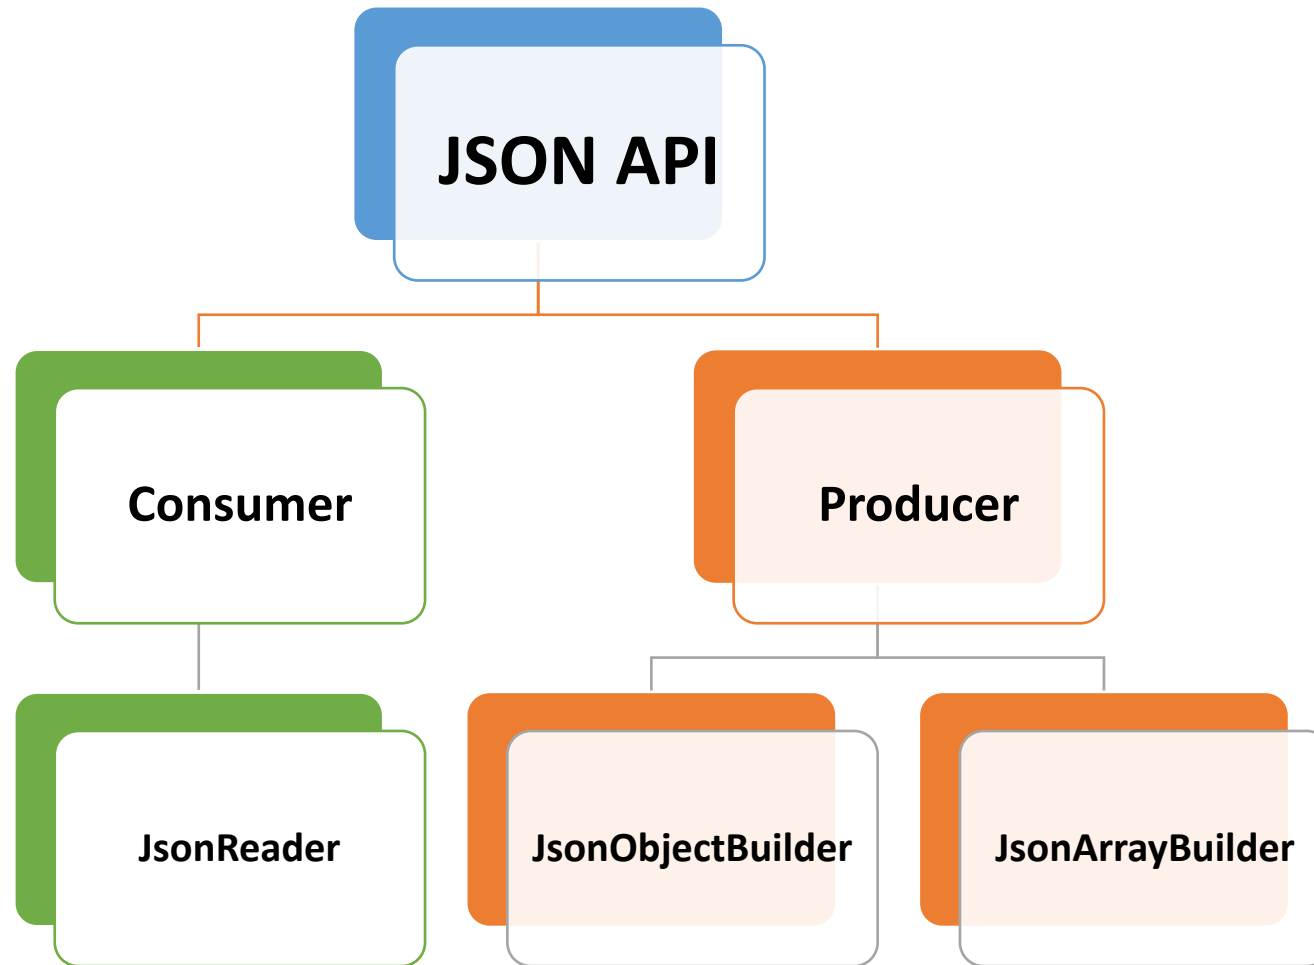 JSON API
Consumer
Producer
JsonReader
JsonObjectBuilder
JsonArrayBuilder